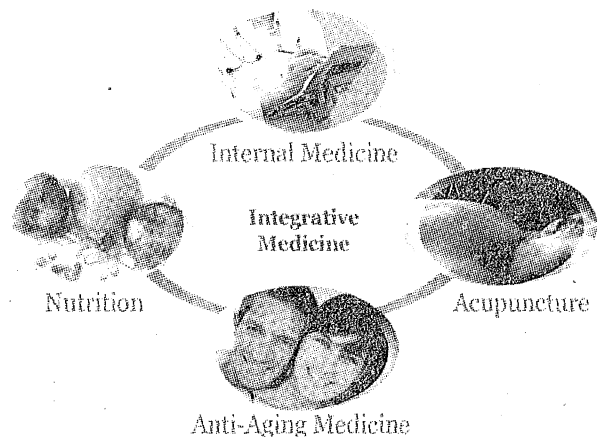 Internal Medicine
Integrative
Medicine
Nutrition
Acupuncture
Anti-Aging Medicine